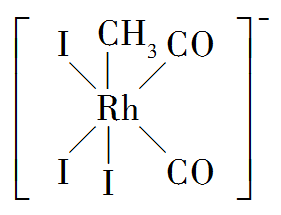 [ I CH₃ CO ]⁻
Rh
I I CO